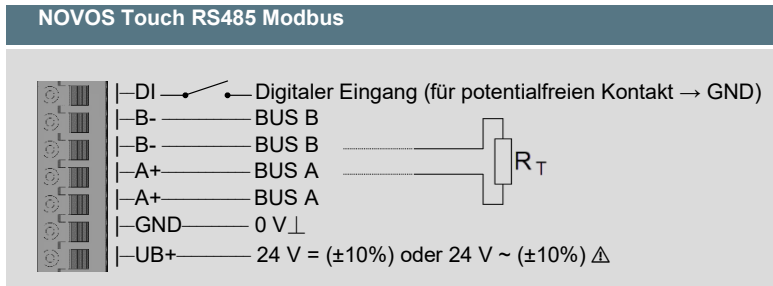 NOVOS Touch RS485 Modbus
DI Digitaler Eingang (für potentialfreien Kontakt → GND)
B- BUS B
B- BUS B
A+ BUS A
A+ BUS A
GND 0 V⊥
UB+ 24 V = (±10%) oder 24 V ~ (±10%) ⚠
R T